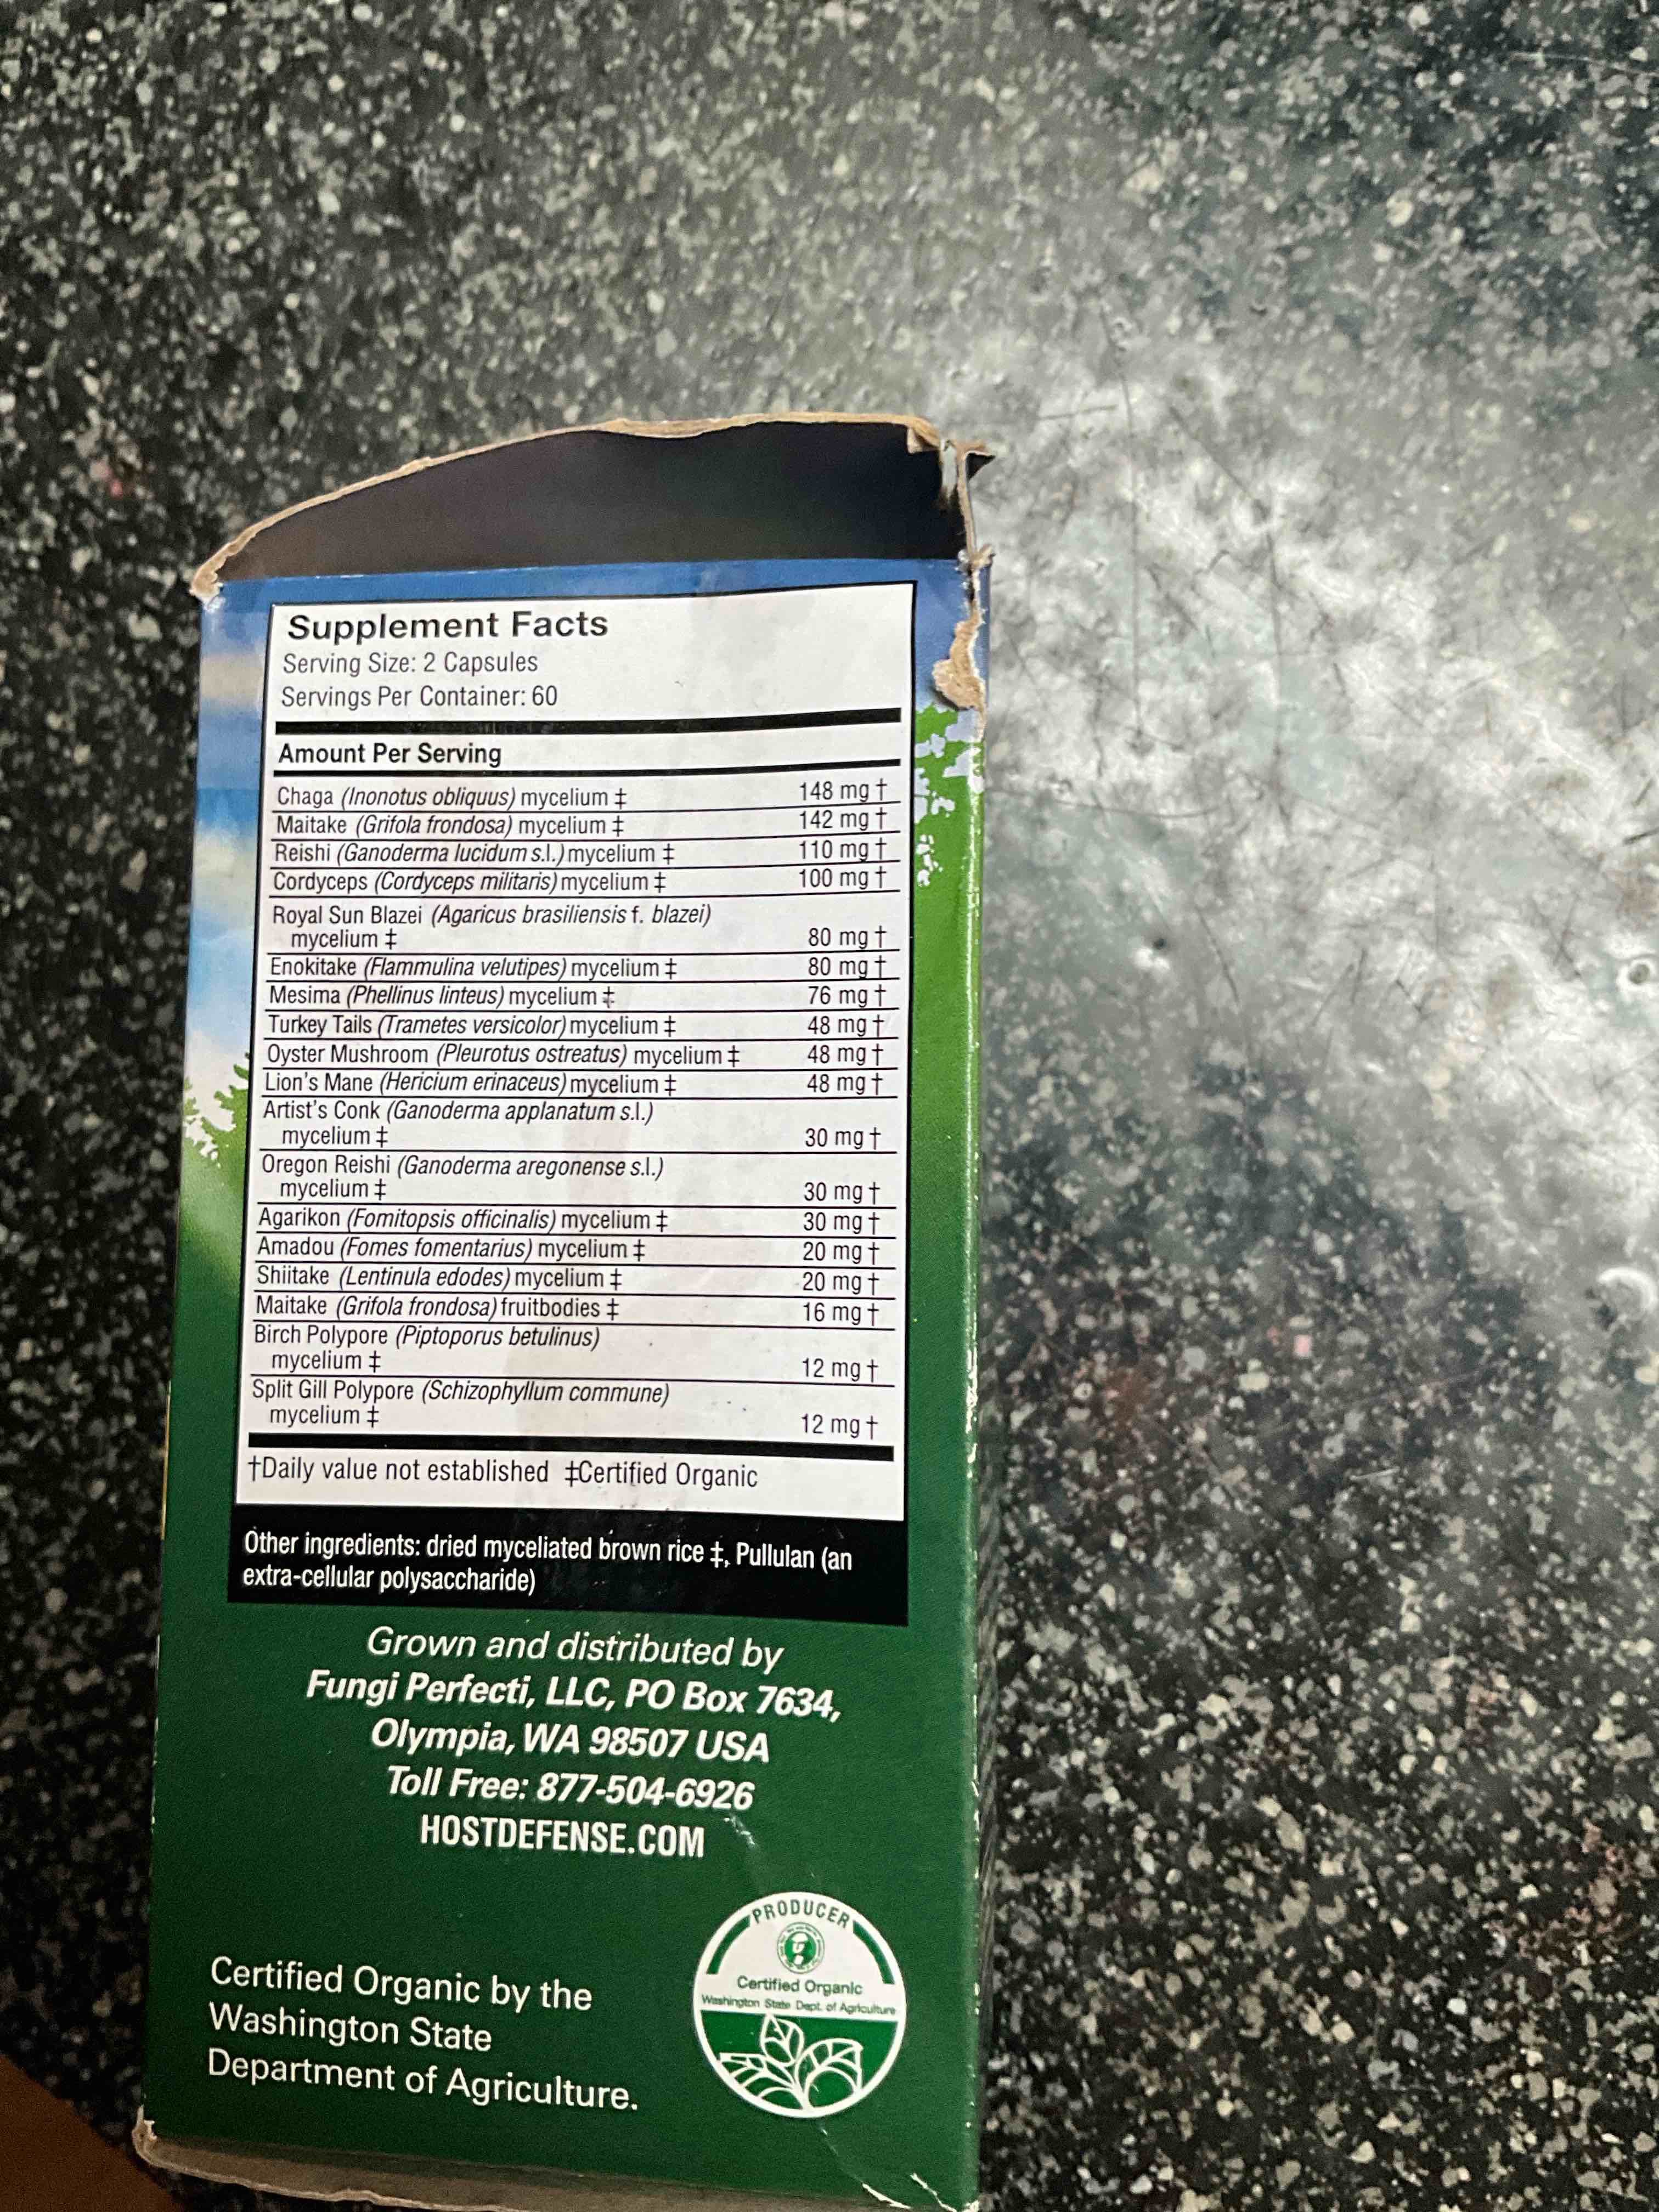 Supplement Facts
Serving Size: 2 Capsules
Servings Per Container: 60
Amount Per Serving
Chaga (Inonotus obliquus) mycelium ‡ 148 mg †
Maitake (Grifola frondosa) mycelium ‡ 142 mg †
Reishi (Ganoderma lucidum s.l.) mycelium ‡ 110 mg †
Cordyceps (Cordyceps militaris) mycelium ‡ 100 mg †
Royal Sun Blazei (Agaricus brasiliensis f. blazei)
mycelium ‡ 80 mg †
Enokitake (Flammulina velutipes) mycelium ‡ 80 mg †
Mesima (Phellinus linteus) mycelium ‡ 76 mg †
Turkey Tails (Trametes versicolor) mycelium ‡ 48 mg †
Oyster Mushroom (Pleurotus ostreatus) mycelium ‡ 48 mg †
Lion's Mane (Hericium erinaceus) mycelium ‡ 48 mg †
Artist's Conk (Ganoderma applanatum s.l.)
mycelium ‡ 30 mg †
Oregon Reishi (Ganoderma aregonense s.l.)
mycelium ‡ 30 mg †
Agarikon (Fomitopsis officinalis) mycelium ‡ 30 mg †
Amadou (Fomes fomentarius) mycelium ‡ 20 mg †
Shiitake (Lentinula edodes) mycelium ‡ 20 mg †
Maitake (Grifola frondosa) fruitbodies ‡ 16 mg †
Birch Polypore (Piptoporus betulinus)
mycelium ‡ 12 mg †
Split Gill Polypore (Schizophyllum commune)
mycelium ‡ 12 mg †
†Daily value not established ‡Certified Organic
Other ingredients: dried myceliated brown rice ‡, Pullulan (an
extra-cellular polysaccharide)
Grown and distributed by
Fungi Perfecti, LLC, PO Box 7634,
Olympia, WA 98507 USA
Toll Free: 877-504-6926
HOSTDEFENSE.COM
Certified Organic by the
Washington State
Department of Agriculture.
PRODUCER
Certified Organic
Washington State Dept. of Agriculture